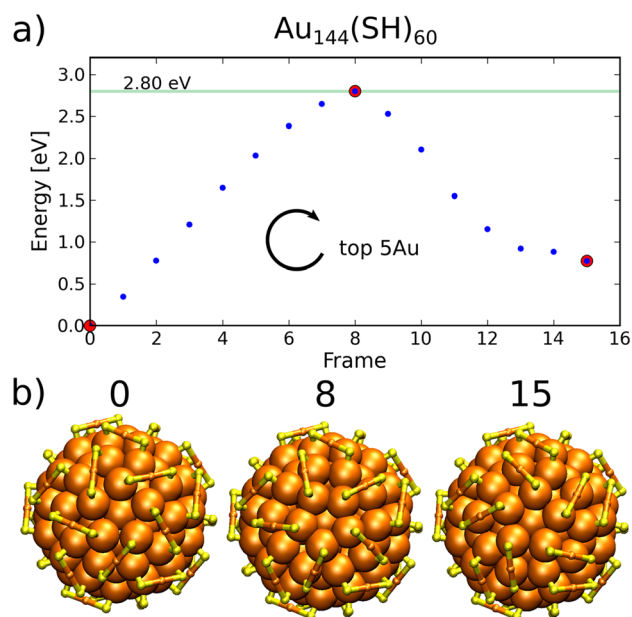 a)
Au₁₄₄(SH)₆₀
3.0
2.5
2.0
1.5
1.0
0.5
0.0
Energy [eV]
2.80 eV
top 5Au
0 2 4 6 8 10 12 14 16
Frame
b) 0 8 15